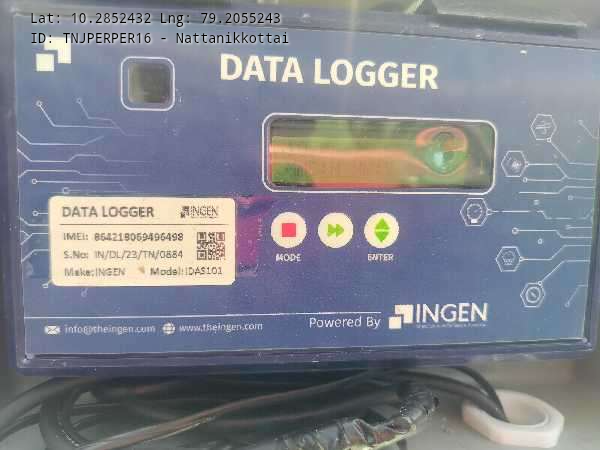 Lat: 10.2852432 Lng: 79.2055243
ID: TNJPERPER16 - Nattanikkottai
DATA LOGGER
DATA LOGGER INGEN
IMEI: 864218069496498
S.No: IN/DL/23/TN/0884
Make:INGEN Model:IDAS101
MODE
ENTER
info@theingen.com www.theingen.com
Powered By INGEN